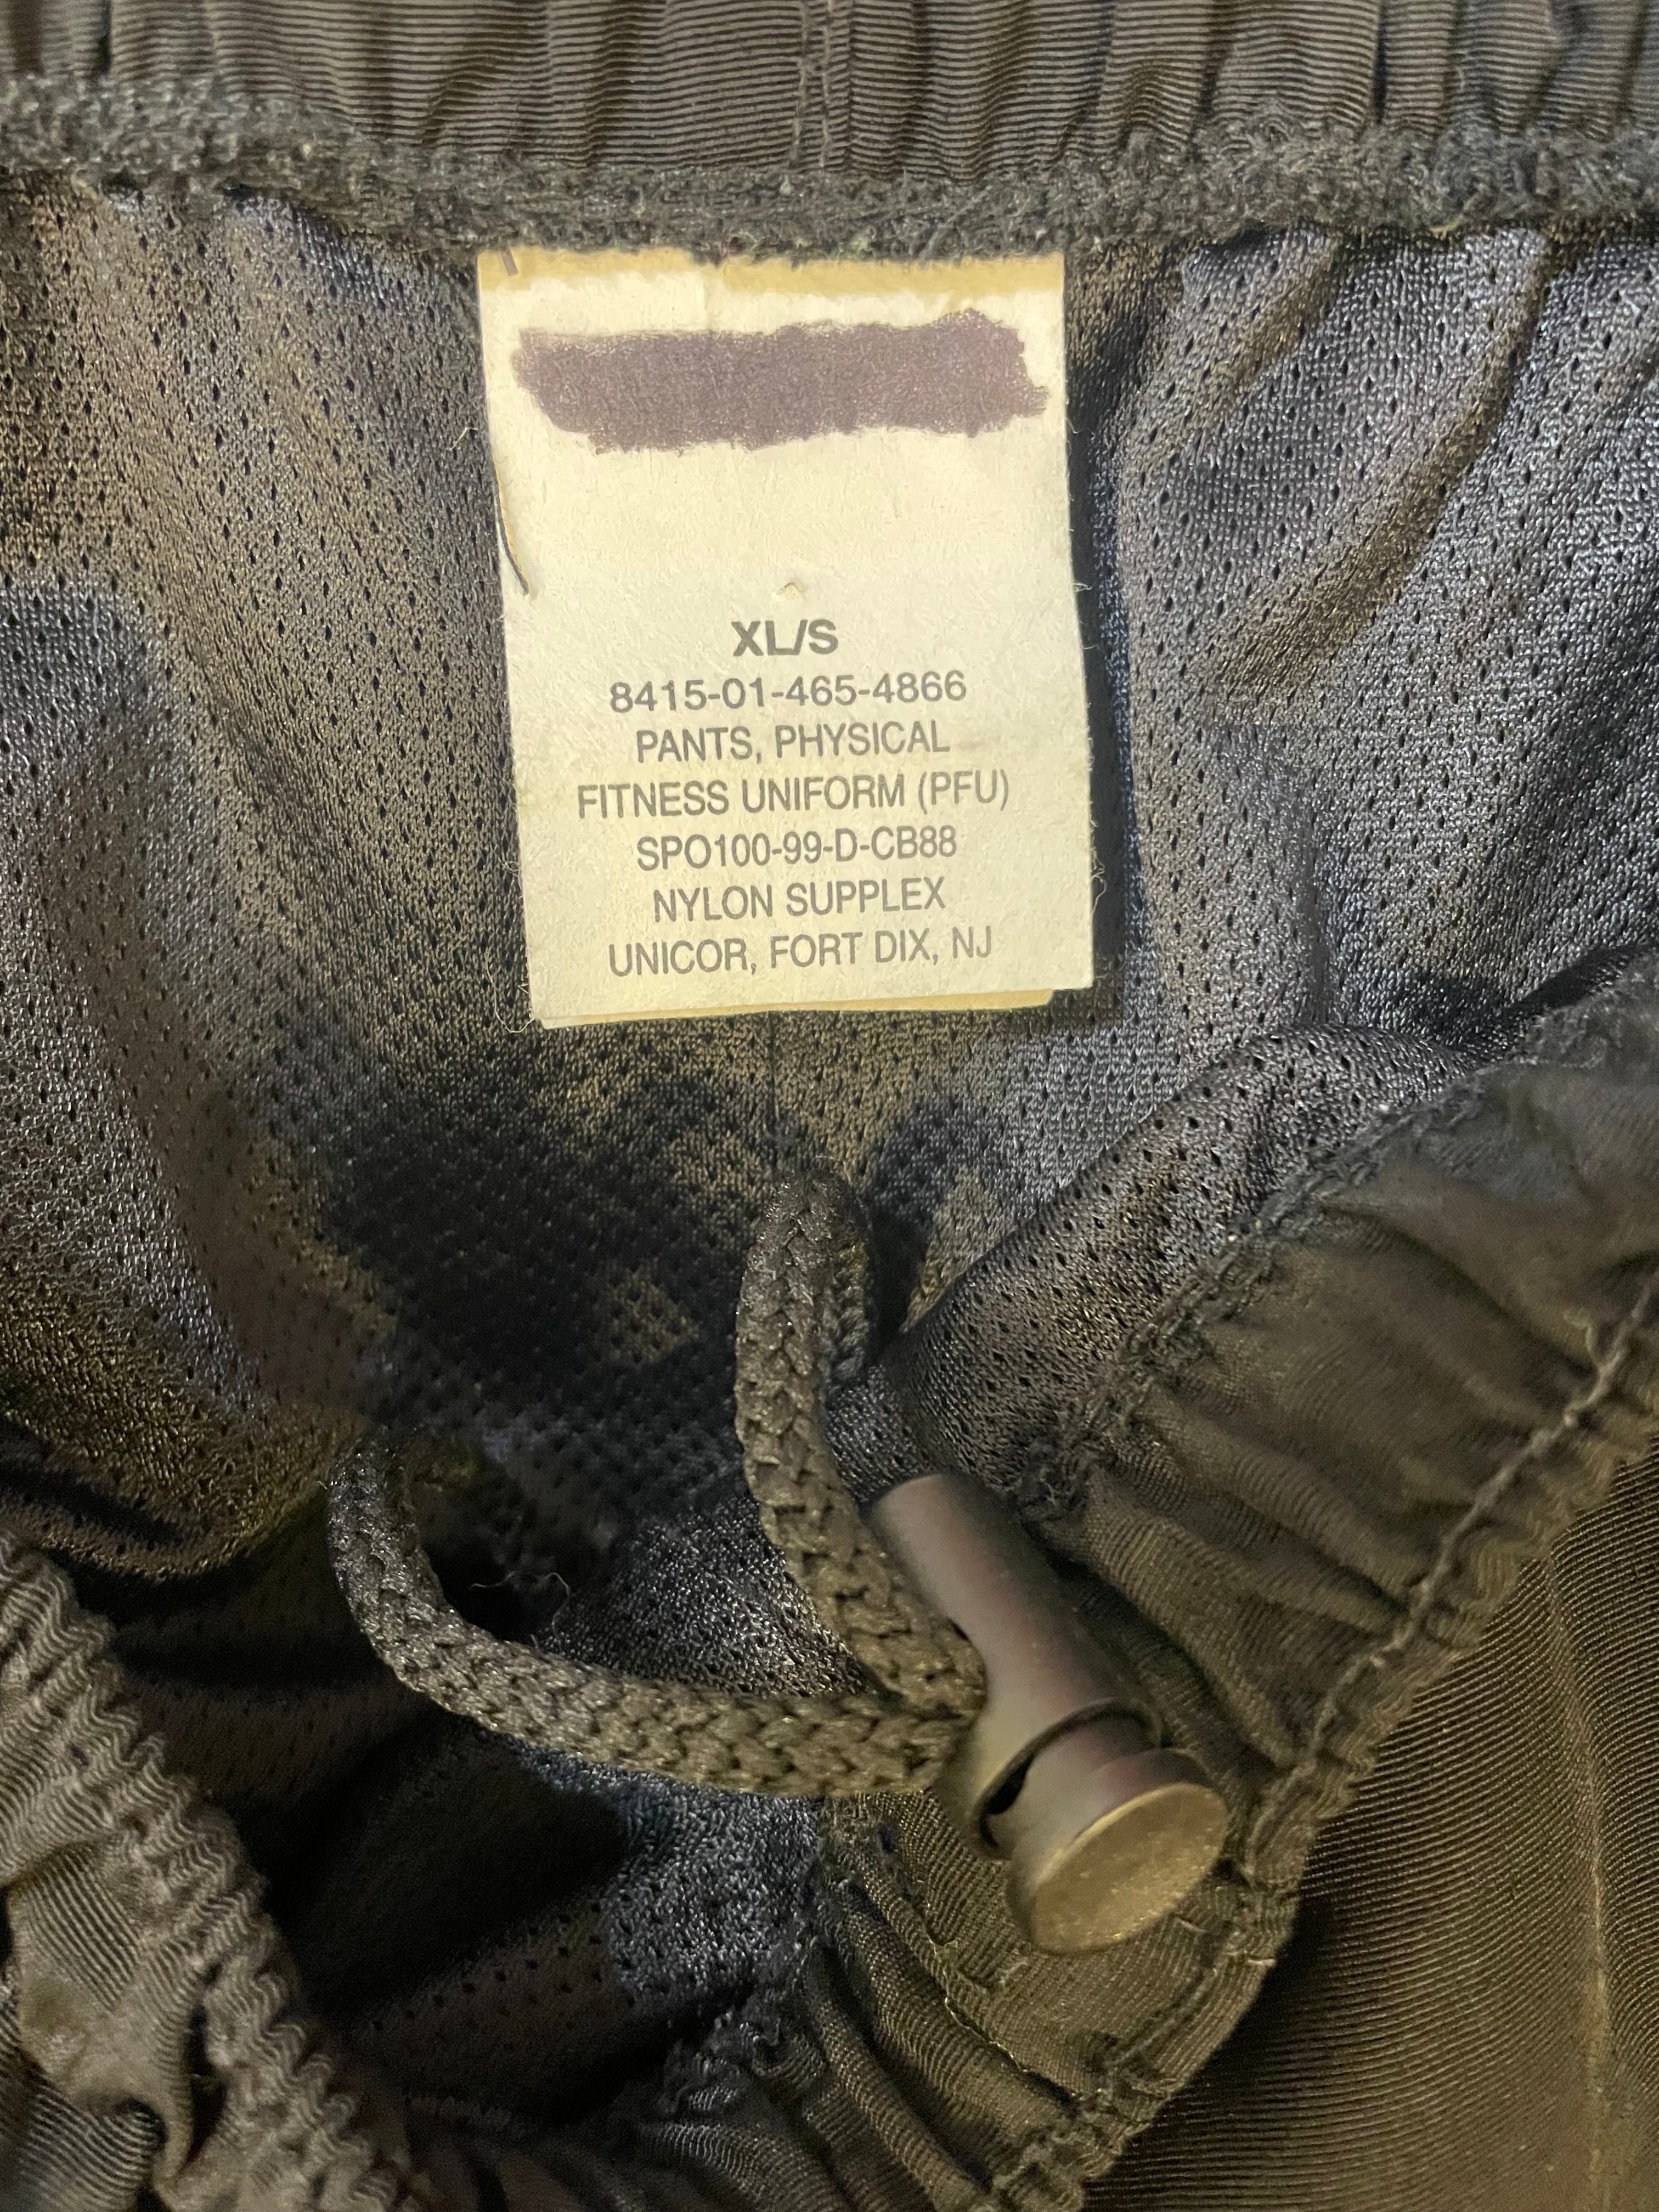 XL/S
8415-01-465-4866
PANTS, PHYSICAL
FITNESS UNIFORM (PFU)
SPO100-99-D-CB88
NYLON SUPPLEX
UNICOR, FORT DIX, NJ